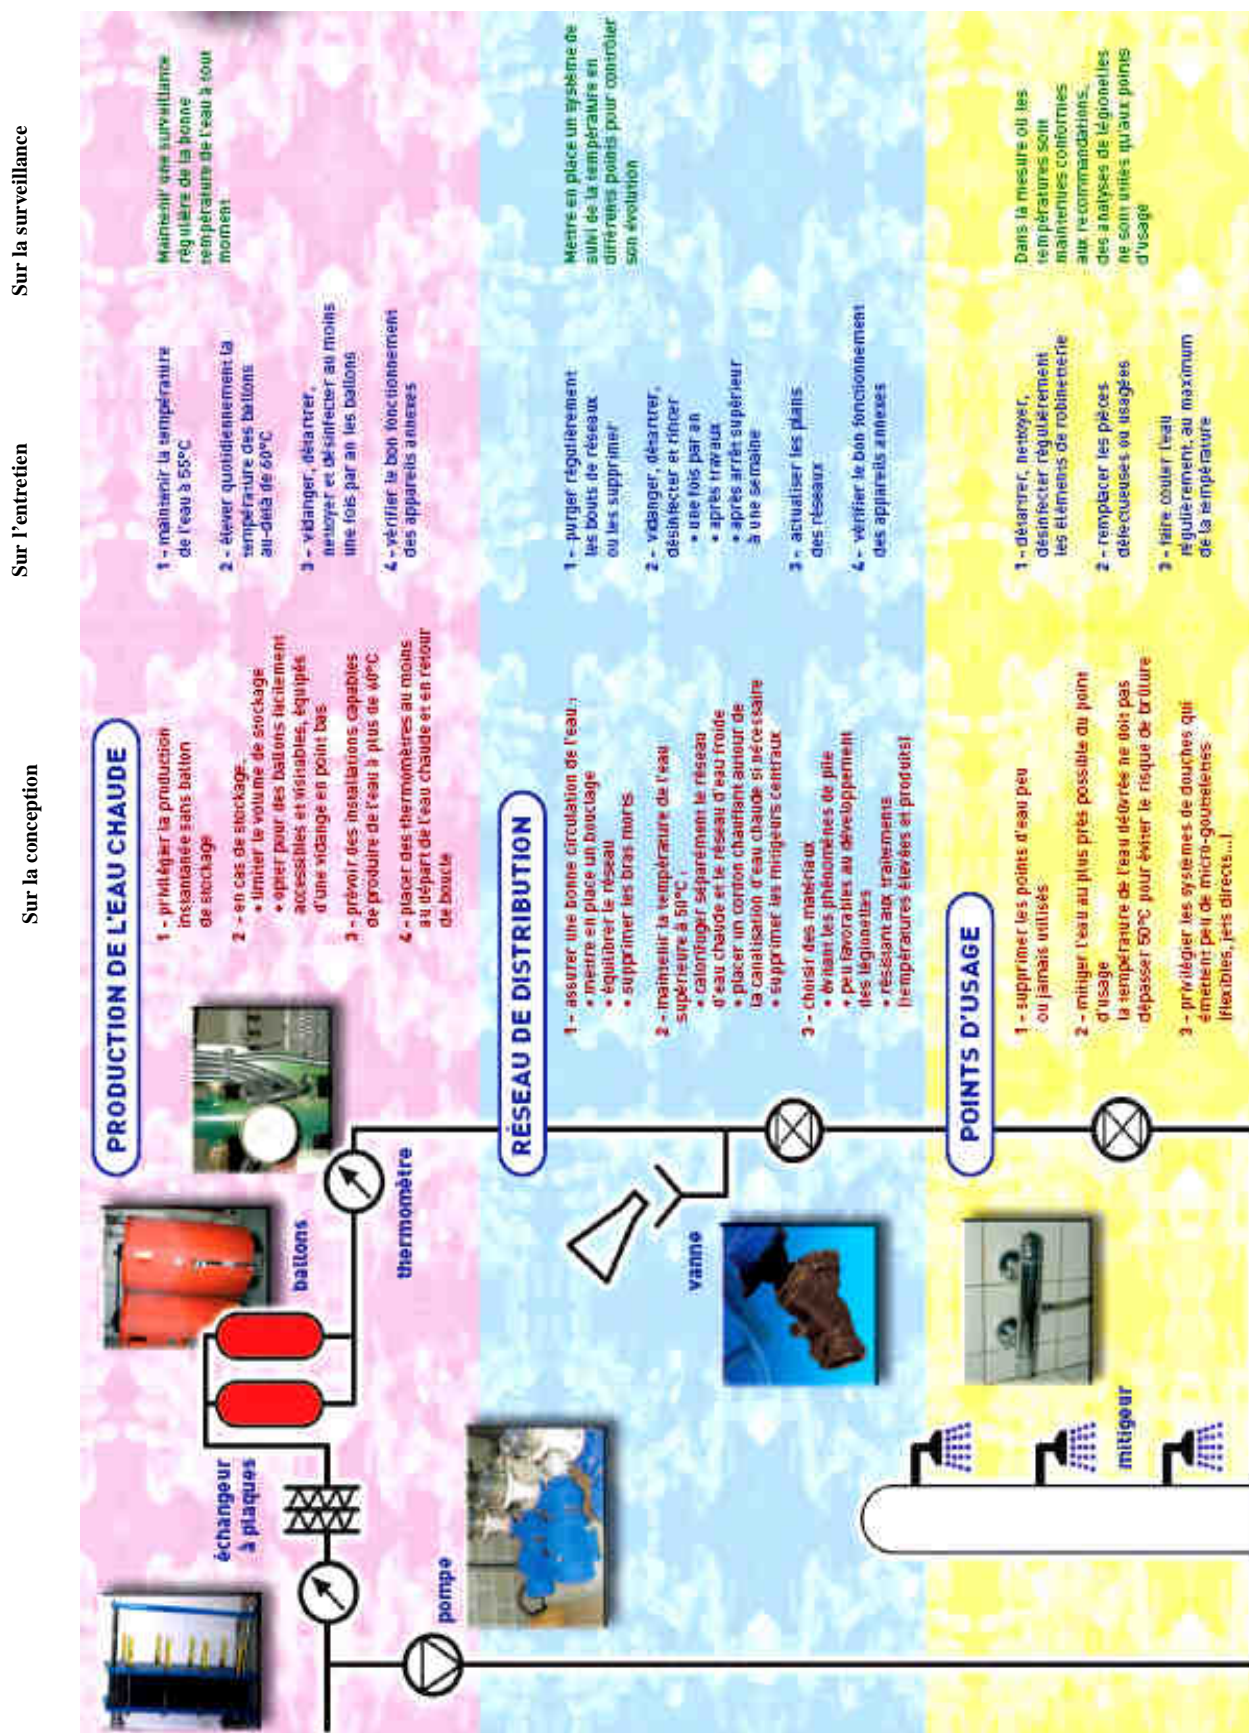 Sur la conception
Sur l'entretien
Sur la surveillance
PRODUCTION DE L'EAU CHAUDE
1 - privilégier la production
instantanée sans ballon
de stockage
2 - en cas de stockage,
• limiter le volume de stockage
• opter pour des ballons facilement
accessibles et visitables, équipés
d'une vidange en point bas
3 - prévoir des installations capables
de produire de l'eau à plus de 60°C
4 - placer des thermomètres au moins
au départ de l'eau chaude et en retour
de boucle
1 - maintenir la température
de l'eau à 55°C
2 - élever quotidiennement la
température des ballons
au-delà de 60°C
3 - vidanger, détartrer,
nettoyer et désinfecter au moins
une fois par an les ballons
4 - vérifier le bon fonctionnement
des appareils annexes
Maintenir une surveillance
régulière de la bonne
température de l'eau à tout
moment
échangeur
à plaques
ballons
thermomètre
pompe
RÉSEAU DE DISTRIBUTION
1 - assurer une bonne circulation de l'eau :
• mettre en place un bouclage
• équilibrer le réseau
• supprimer les bras morts
2 - maintenir la température de l'eau
supérieure à 50°C :
• calorifuger séparément le réseau
d'eau chaude et le réseau d'eau froide
• placer un cordon chauffant autour de
la canalisation d'eau chaude si nécessaire
• supprimer les mitigeurs centraux
3 - choisir des matériaux
• évitant les phénomènes de pile
• peu favorables au développement
des légionelles
• résistant aux traitements
(températures élevées et produits)
1 - purger régulièrement
les bouts de réseaux
ou les supprimer
2 - vidanger, détartrer,
désinfecter et rincer
• une fois par an
• après travaux
• après arrêt supérieur
à une semaine
3 - actualiser les plans
des réseaux
4 - vérifier le bon fonctionnement
des appareils annexes
Mettre en place un système de
suivi de la température en
différents points pour contrôler
son évolution
vanne
POINTS D'USAGE
1 - supprimer les points d'eau peu
ou jamais utilisés
2 - mitiger l'eau au plus près possible du point
d'usage
la température de l'eau délivrée ne doit pas
dépasser 50°C pour éviter le risque de brûlure
3 - privilégier les systèmes de douches qui
émettent peu de micro-gouttelettes
(flexibles, jets directs...)
1 - détartrer, nettoyer,
désinfecter régulièrement
les éléments de robinetterie
2 - remplacer les pièces
défectueuses ou usagées
3 - faire couler l'eau
régulièrement, au maximum
de la température
Dans la mesure où les
températures sont
maintenues conformes
aux recommandations,
des analyses de légionelles
ne sont utiles qu'aux points
d'usage
mitigeur